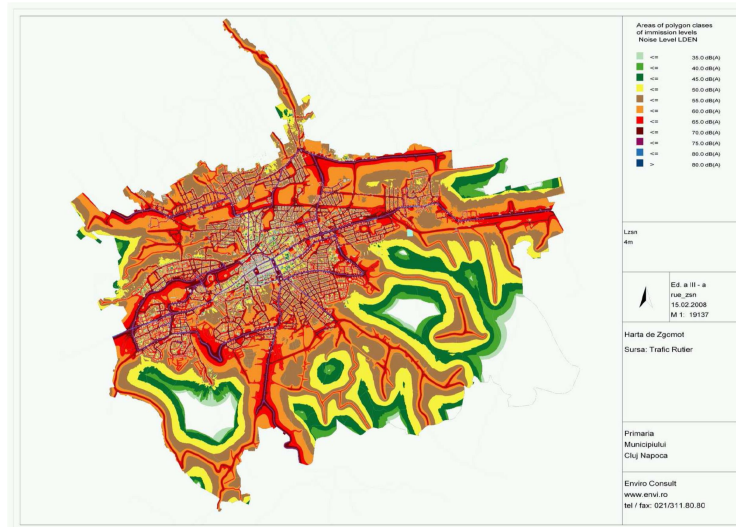 Areas of polygon clases
of immission levels
Noise Level LDEN
<= 35.0 dB(A)
<= 40.0 dB(A)
<= 45.0 dB(A)
<= 50.0 dB(A)
<= 55.0 dB(A)
<= 60.0 dB(A)
<= 65.0 dB(A)
<= 70.0 dB(A)
<= 75.0 dB(A)
<= 80.0 dB(A)
> 80.0 dB(A)
Lzsn
4m
Ed. a III - a
rue_zsn
15.02.2008
M 1: 19137
Harta de Zgomot
Sursa: Trafic Rutier
Primaria
Municipiului
Cluj Napoca
Enviro Consult
www.envi.ro
tel / fax: 021/311.80.80